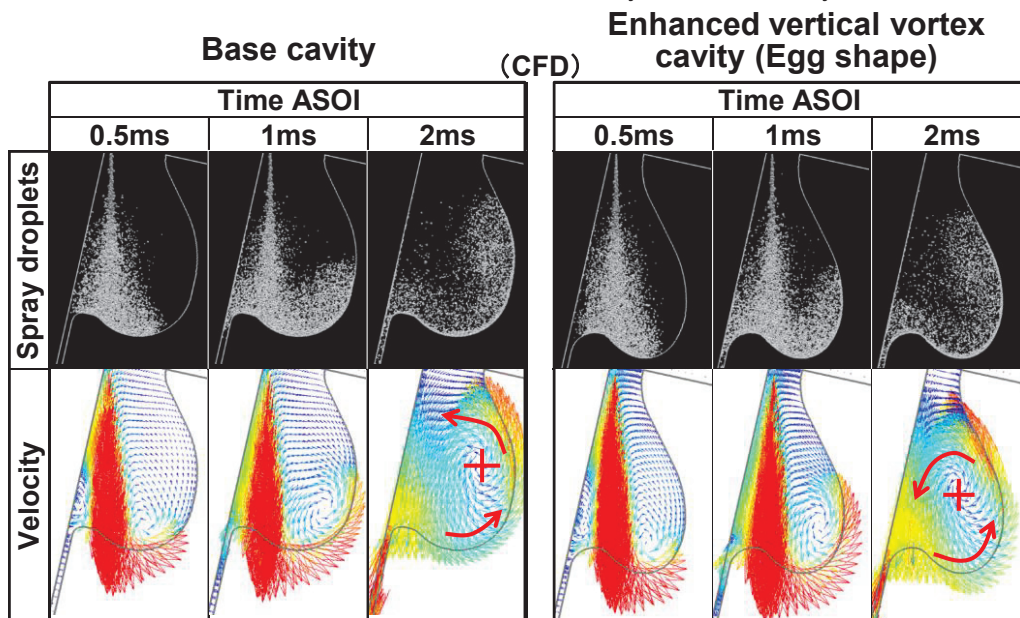 Base cavity
(CFD)
Enhanced vertical vortex
cavity (Egg shape)
Time ASOI
0.5ms 1ms 2ms
Time ASOI
0.5ms 1ms 2ms
Spray droplets
Velocity